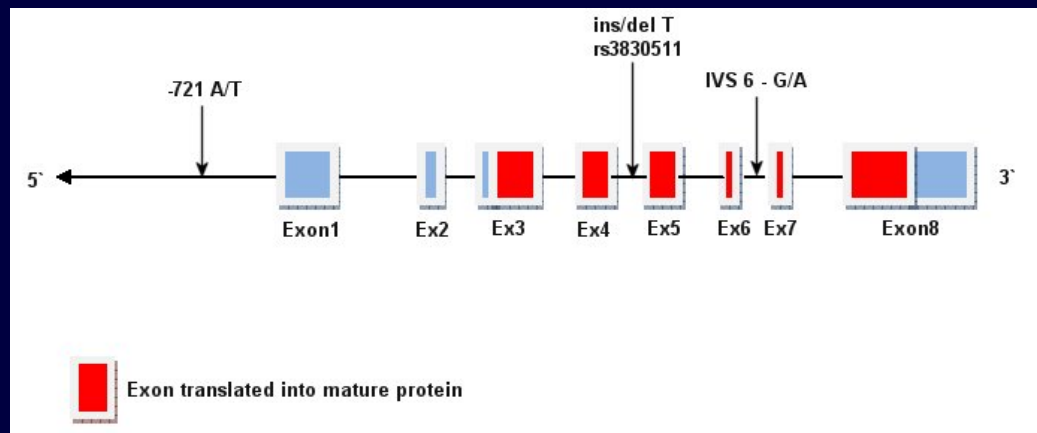 ins/del T
rs3830511
-721 A/T
IVS 6 - G/A
5`
3`
Exon1
Ex2
Ex3
Ex4
Ex5
Ex6
Ex7
Exon8
Exon translated into mature protein